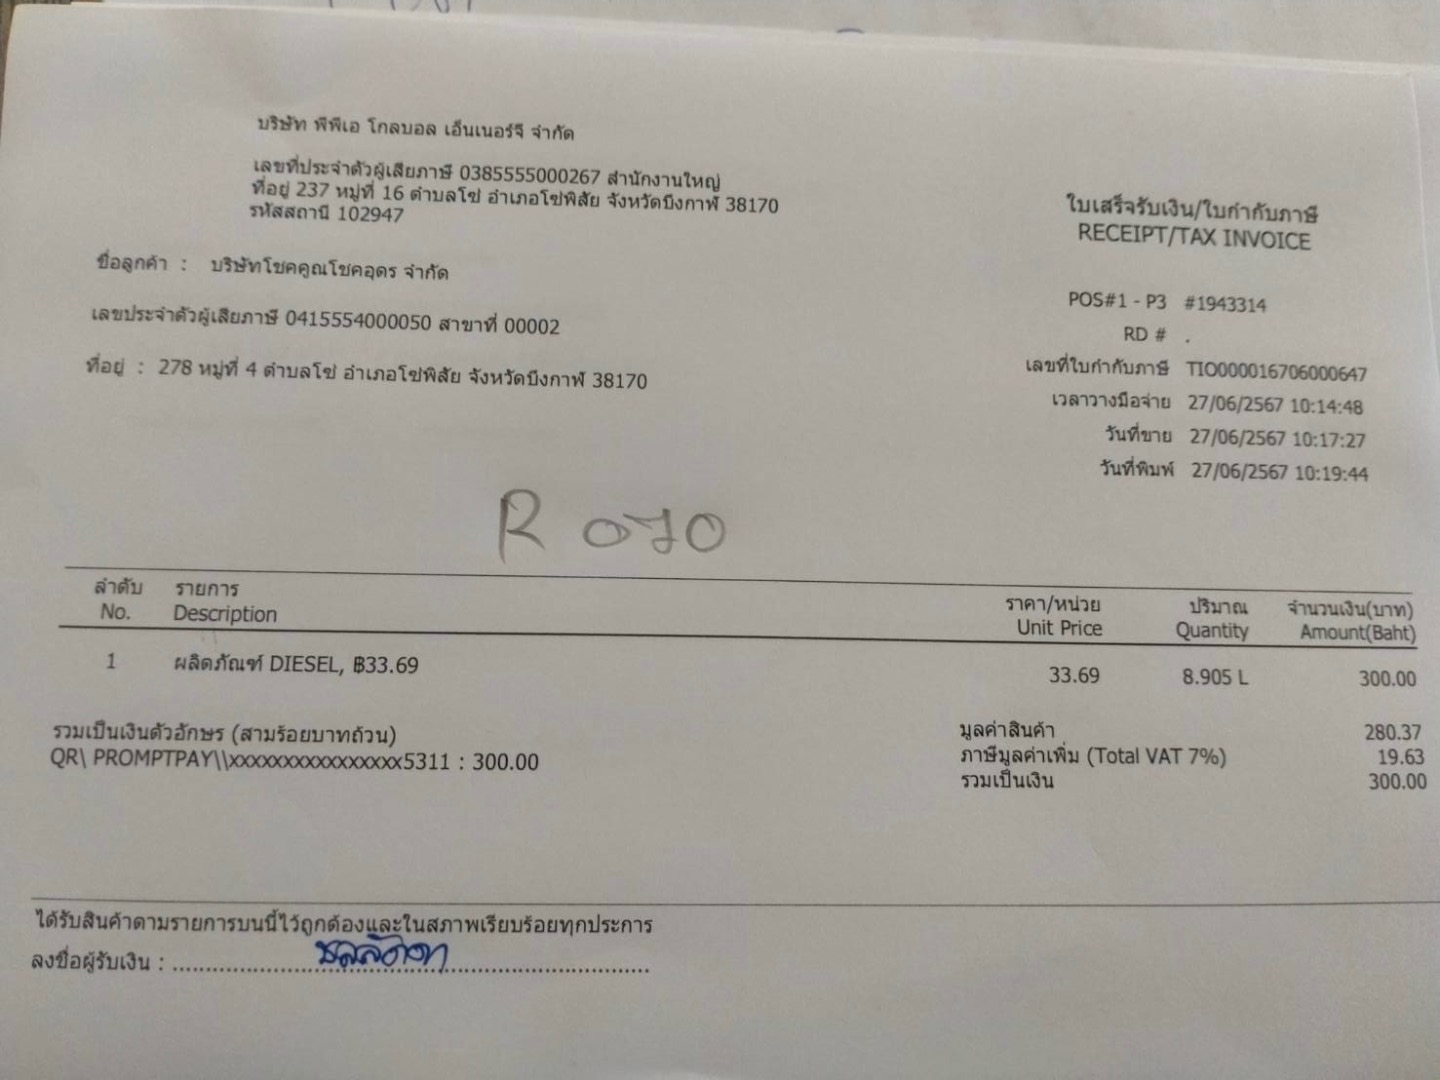 บริษัท พีพีเอ โกลบอล เอ็นเนอร์จี จำกัด
เลขที่ประจำตัวผู้เสียภาษี 0385555000267 สำนักงานใหญ่
ที่อยู่ 237 หมู่ที่ 16 ตำบลโซ่ อำเภอโซ่พิสัย จังหวัดบึงกาฬ 38170
รหัสสถานี 102947
ใบเสร็จรับเงิน/ใบกำกับภาษี
RECEIPT/TAX INVOICE
ชื่อลูกค้า : บริษัทโชคคูณโชคอุดร จำกัด
เลขประจำตัวผู้เสียภาษี 0415554000050 สาขาที่ 00002
ที่อยู่ : 278 หมู่ที่ 4 ตำบลโซ่ อำเภอโซ่พิสัย จังหวัดบึงกาฬ 38170
POS#1 - P3 #1943314
RD # .
เลขที่ใบกำกับภาษี TIO000016706000647
เวลาวางมือจ่าย 27/06/2567 10:14:48
วันที่ขาย 27/06/2567 10:17:27
วันที่พิมพ์ 27/06/2567 10:19:44
R 070
ลำดับ รายการ ราคา/หน่วย ปริมาณ จำนวนเงิน(บาท)
No. Description Unit Price Quantity Amount(Baht)
1 ผลิตภัณฑ์ DIESEL, ฿33.69 33.69 8.905 L 300.00
รวมเป็นเงินตัวอักษร (สามร้อยบาทถ้วน)
QR\ PROMPTPAY\\xxxxxxxxxxxxxxxx5311 : 300.00
มูลค่าสินค้า 280.37
ภาษีมูลค่าเพิ่ม (Total VAT 7%) 19.63
รวมเป็นเงิน 300.00
ได้รับสินค้าตามรายการบนนี้ไว้ถูกต้องและในสภาพเรียบร้อยทุกประการ
ลงชื่อผู้รับเงิน :